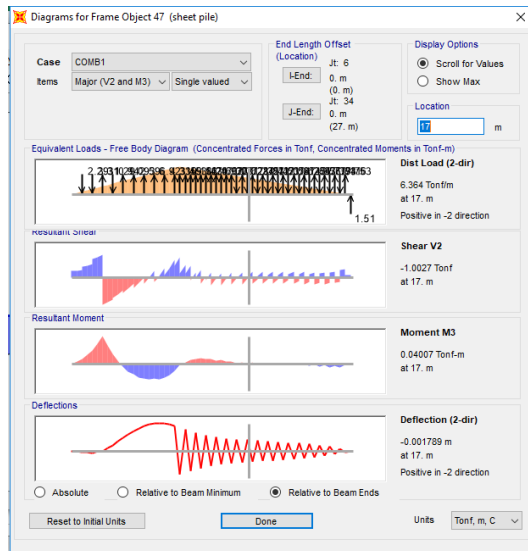 Diagrams for Frame Object 47 (sheet pile)
Case
COMB1
Items
Major (V2 and M3)
Single valued
End Length Offset
(Location)
Jt: 6
I-End:
0. m
(0. m)
Jt: 34
J-End:
0. m
(27. m)
Display Options
Scroll for Values
Show Max
Location
17
m
Equivalent Loads - Free Body Diagram (Concentrated Forces in Tonf, Concentrated Moments in Tonf-m)
1.51
Dist Load (2-dir)
6.364 Tonf/m
at 17. m
Positive in -2 direction
Resultant Shear
Shear V2
-1.0027 Tonf
at 17. m
Resultant Moment
Moment M3
0.04007 Tonf-m
at 17. m
Deflections
Deflection (2-dir)
-0.001789 m
at 17. m
Positive in -2 direction
Absolute
Relative to Beam Minimum
Relative to Beam Ends
Reset to Initial Units
Done
Units
Tonf, m, C